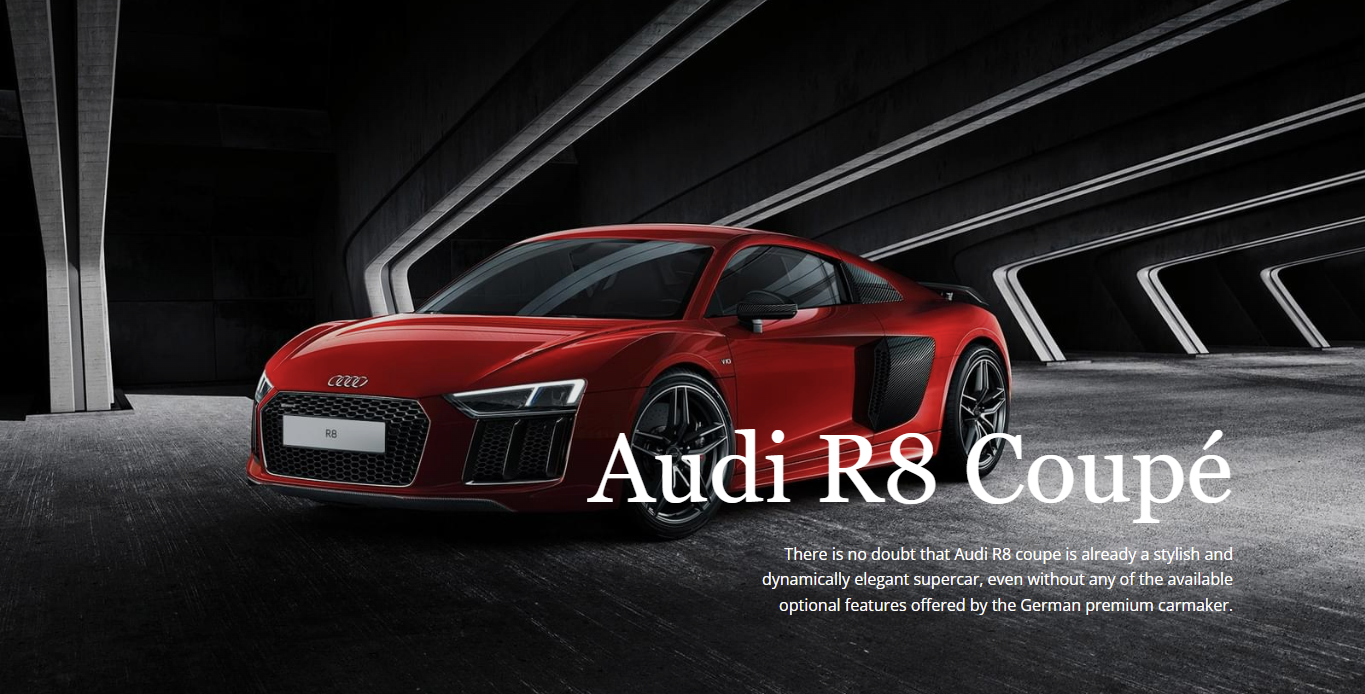 V10
R8
Audi R8 Coupé
There is no doubt that Audi R8 coupe is already a stylish and
dynamically elegant supercar, even without any of the available
optional features offered by the German premium carmaker.